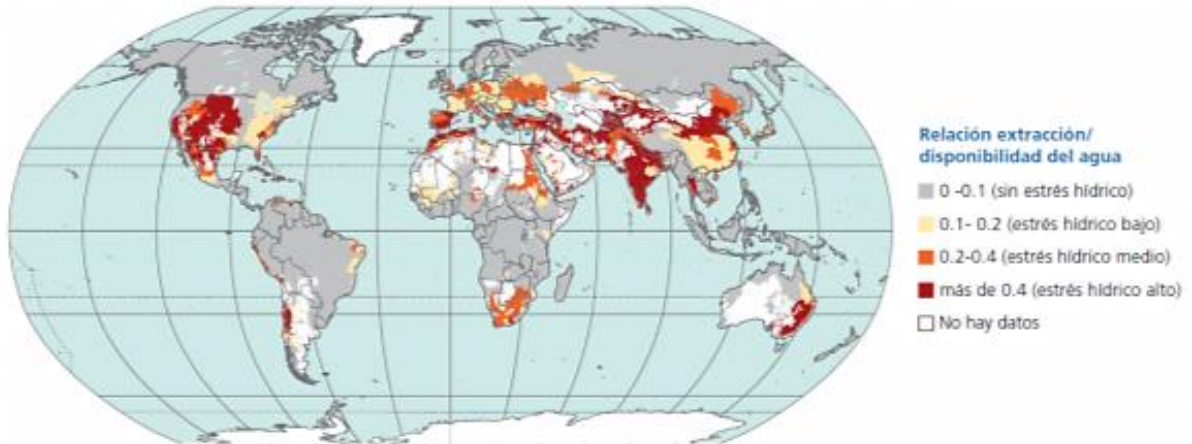 Relación extracción/
disponibilidad del agua
0 -0.1 (sin estrés hídrico)
0.1- 0.2 (estrés hídrico bajo)
0.2-0.4 (estrés hídrico medio)
más de 0.4 (estrés hídrico alto)
No hay datos